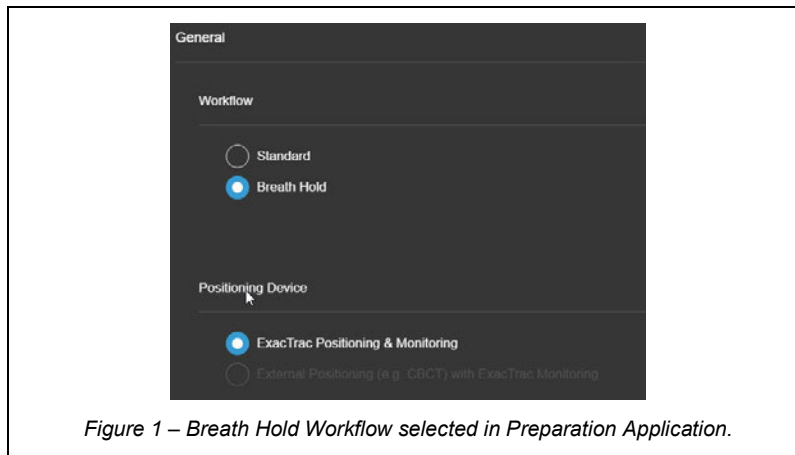 General
Workflow
Standard
Breath Hold
Positioning Device
ExacTrac Positioning & Monitoring
External Positioning (e.g. CBCT) with ExacTrac Monitoring
Figure 1 – Breath Hold Workflow selected in Preparation Application.